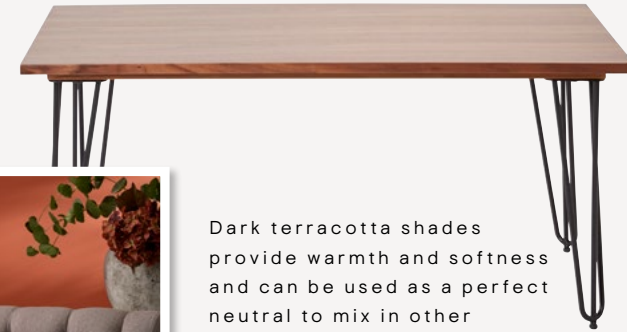 Dark terracotta shades
provide warmth and softness
and can be used as a perfect
neutral to mix in other